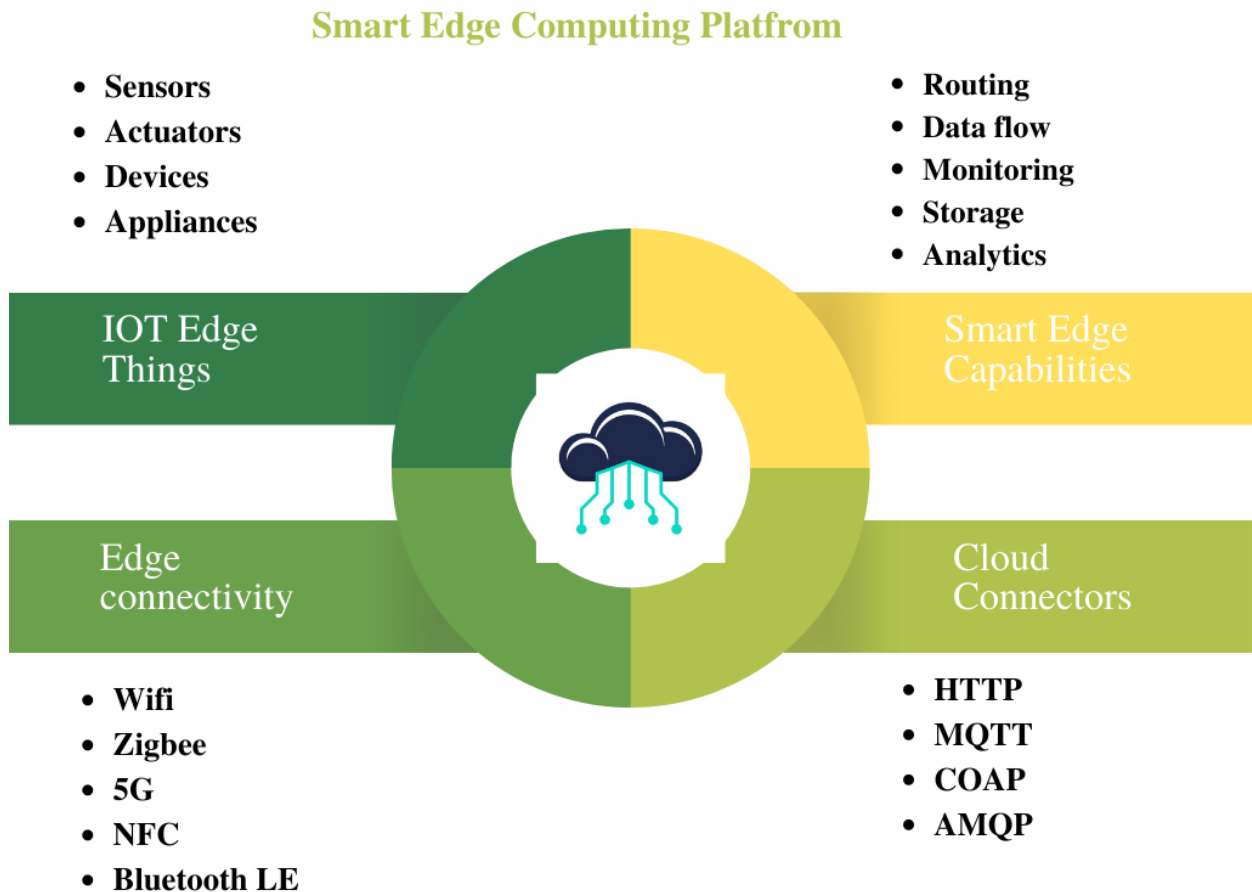 Smart Edge Computing Platfrom
• Sensors
• Actuators
• Devices
• Appliances
IOT Edge
Things
• Routing
• Data flow
• Monitoring
• Storage
• Analytics
Smart Edge
Capabilities
Edge
connectivity
• Wifi
• Zigbee
• 5G
• NFC
• Bluetooth LE
Cloud
Connectors
• HTTP
• MQTT
• COAP
• AMQP